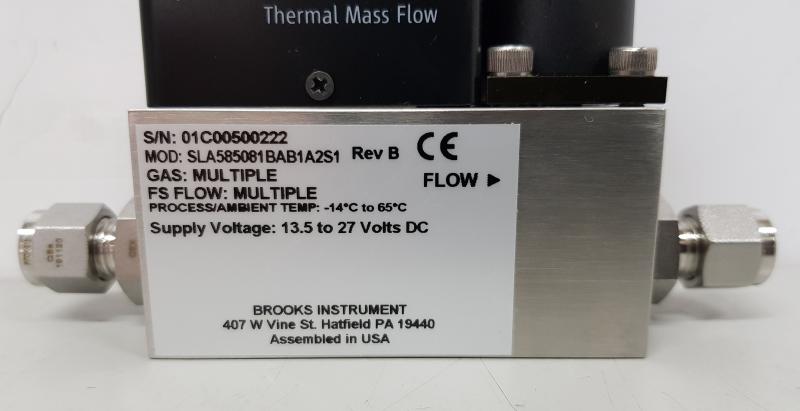 Thermal Mass Flow
S/N: 01C00500222
MOD: SLA585081BAB1A2S1 Rev B CE
GAS: MULTIPLE
FLOW ▶
FS FLOW: MULTIPLE
PROCESS/AMBIENT TEMP: -14°C to 65°C
Supply Voltage: 13.5 to 27 Volts DC
BROOKS INSTRUMENT
407 W Vine St. Hatfield PA 19440
Assembled in USA